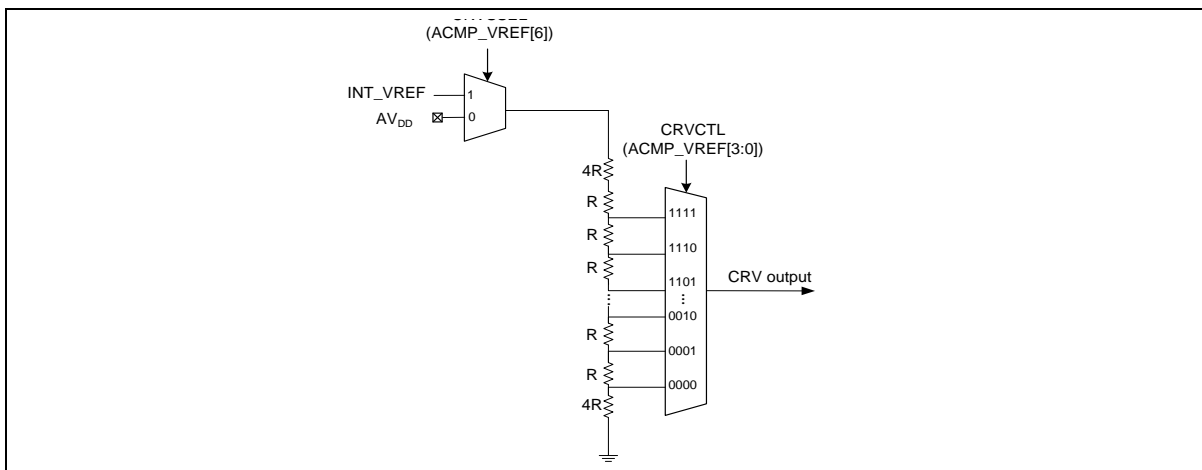 (ACMP_VREF[6])
INT_VREF
1
AVDD
0
CRVCTL
(ACMP_VREF[3:0])
4R
R
1111
R
1110
R
1101
CRV output
0010
R
0001
R
0000
4R